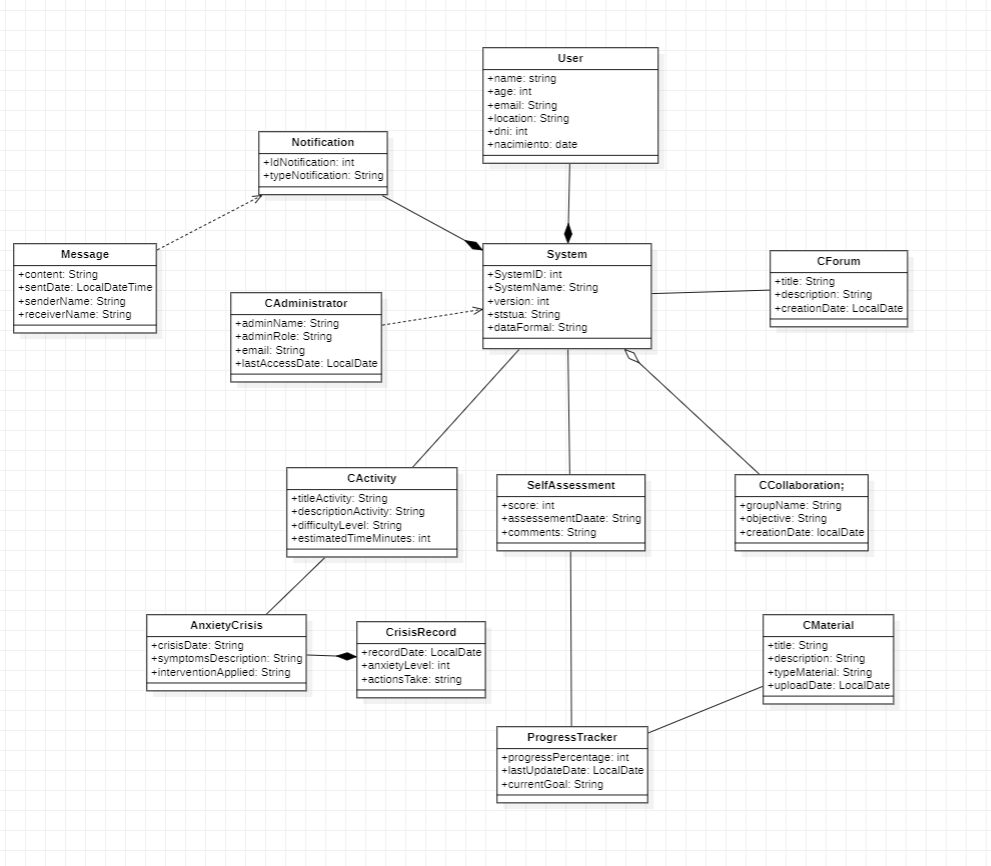 User
+name: string
+age: int
+email: String
+location: String
+dni: int
+nacimiento: date
Notification
+IdNotification: int
+typeNotification: String
Message
+content: String
+sentDate: LocalDateTime
+senderName: String
+receiverName: String
System
+SystemID: int
+SystemName: String
+version: int
+ststua: String
+dataFormal: String
CForum
+title: String
+description: String
+creationDate: LocalDate
CAdministrator
+adminName: String
+adminRole: String
+email: String
+lastAccessDate: LocalDate
CActivity
+titleActivity: String
+descriptionActivity: String
+difficultyLevel: String
+estimatedTimeMinutes: int
SelfAssessment
+score: int
+assessementDaate: String
+comments: String
CCollaboration;
+groupName: String
+objective: String
+creationDate: localDate
AnxietyCrisis
+crisisDate: String
+symptomsDescription: String
+interventionApplied: String
CrisisRecord
+recordDate: LocalDate
+anxietyLevel: int
+actionsTake: string
CMaterial
+title: String
+description: String
+typeMaterial: String
+uploadDate: LocalDate
ProgressTracker
+progressPercentage: int
+lastUpdateDate: LocalDate
+currentGoal: String